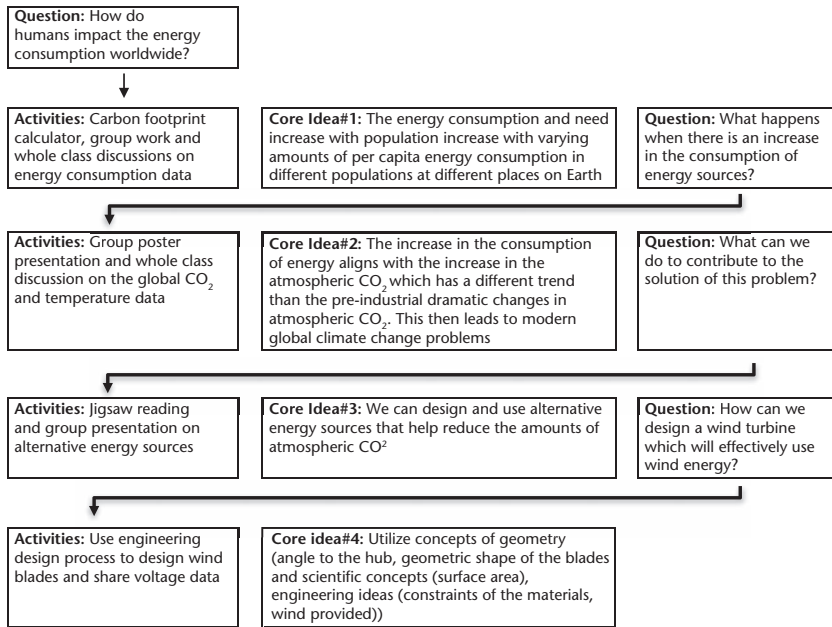 Question: How do
humans impact the energy
consumption worldwide?
Activities: Carbon footprint
calculator, group work and
whole class discussions on
energy consumption data
Core Idea#1: The energy consumption and need
increase with population increase with varying
amounts of per capita energy consumption in
different populations at different places on Earth
Question: What happens
when there is an increase
in the consumption of
energy sources?
Activities: Group poster
presentation and whole class
discussion on the global CO₂
and temperature data
Core Idea#2: The increase in the consumption
of energy aligns with the increase in the
atmospheric CO₂ which has a different trend
than the pre-industrial dramatic changes in
atmospheric CO₂. This then leads to modern
global climate change problems
Question: What can we
do to contribute to the
solution of this problem?
Activities: Jigsaw reading
and group presentation on
alternative energy sources
Core Idea#3: We can design and use alternative
energy sources that help reduce the amounts of
atmospheric CO²
Question: How can we
design a wind turbine
which will effectively use
wind energy?
Activities: Use engineering
design process to design wind
blades and share voltage data
Core idea#4: Utilize concepts of geometry
(angle to the hub, geometric shape of the blades
and scientific concepts (surface area),
engineering ideas (constraints of the materials,
wind provided))